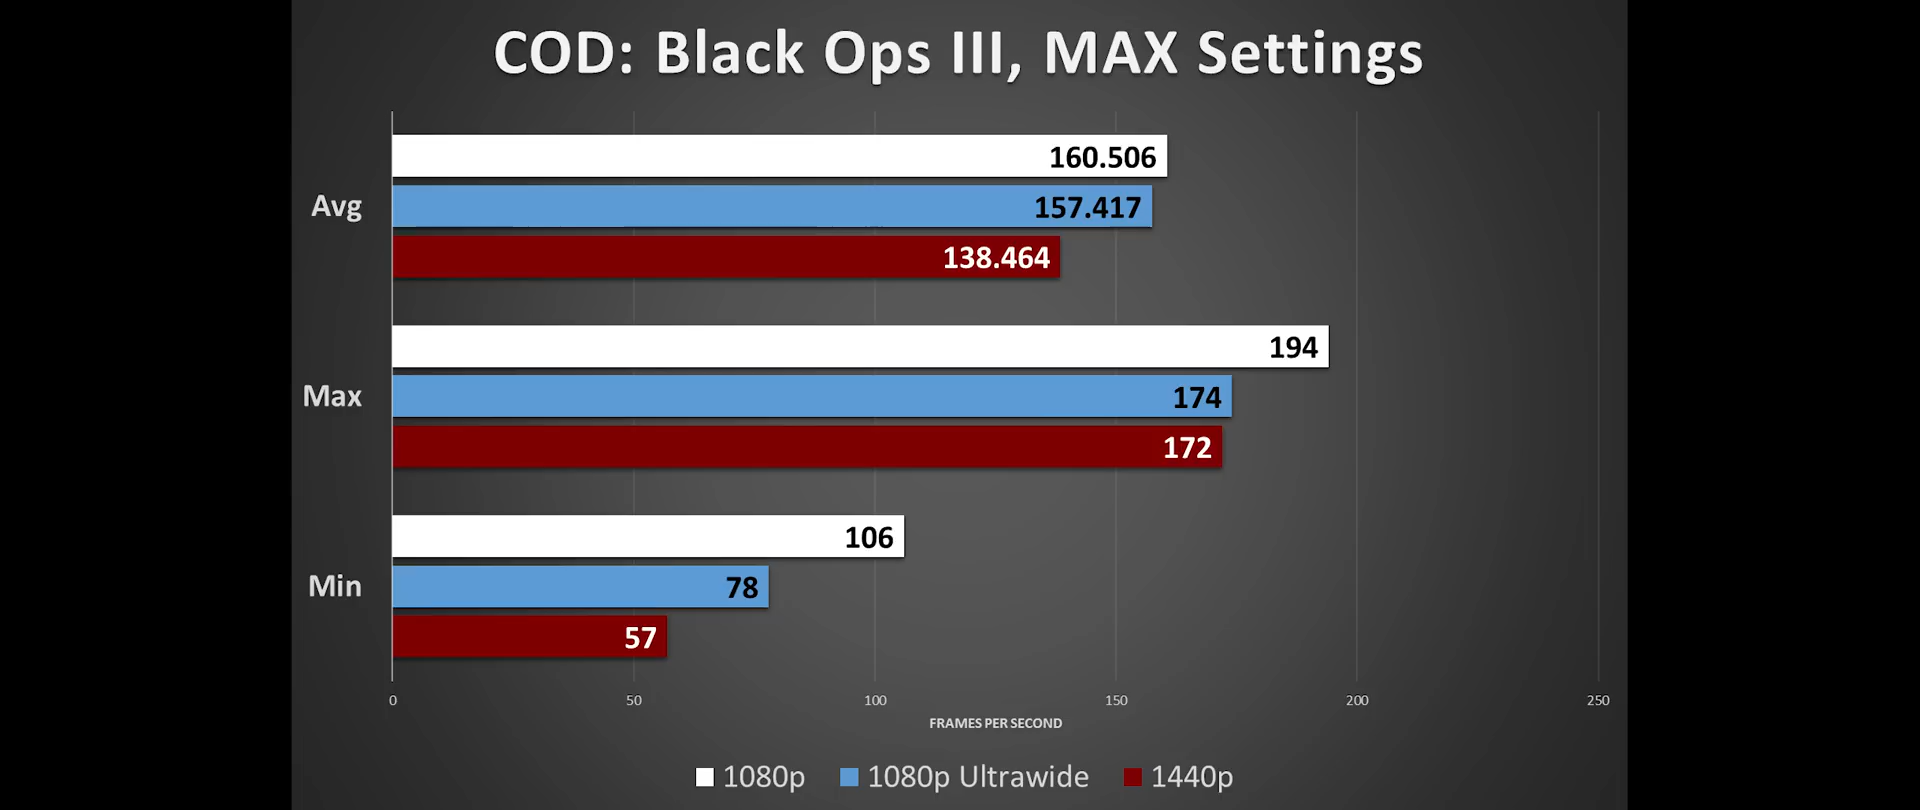 COD: Black Ops III, MAX Settings
160.506
Avg
157.417
138.464
194
Max
174
172
106
Min
78
57
0 50 100 150 200 250
FRAMES PER SECOND
1080p 1080p Ultrawide 1440p